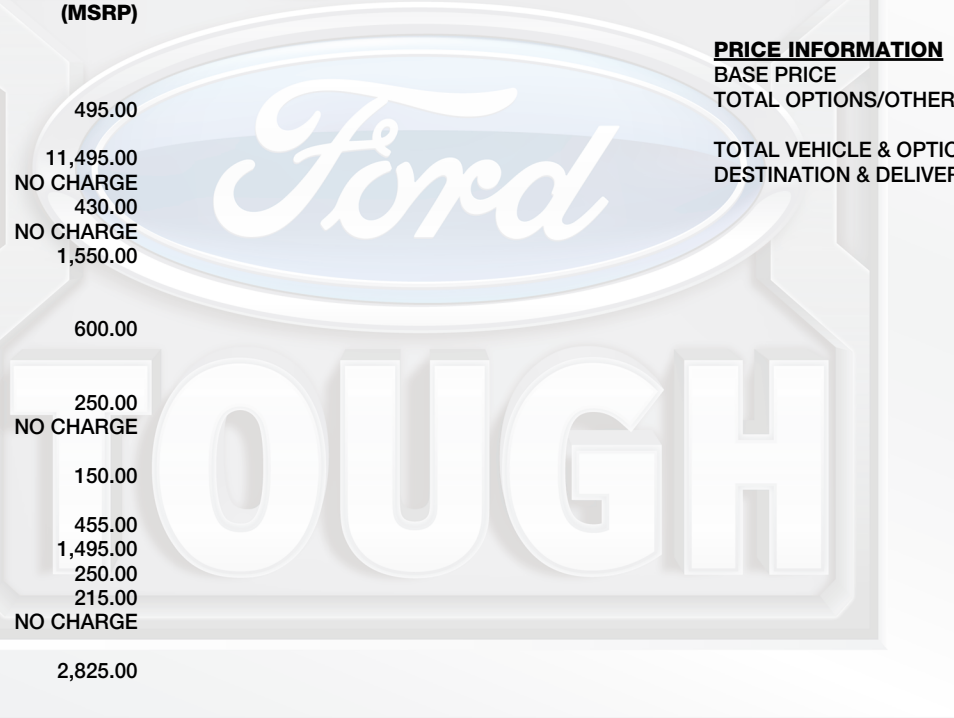 (MSRP)
495.00
11,495.00
NO CHARGE
430.00
NO CHARGE
1,550.00
600.00
250.00
NO CHARGE
150.00
455.00
1,495.00
250.00
215.00
NO CHARGE
2,825.00
PRICE INFORMATION
BASE PRICE
TOTAL OPTIONS/OTHER
TOTAL VEHICLE & OPTIO
DESTINATION & DELIVER
Ford
TOUGH